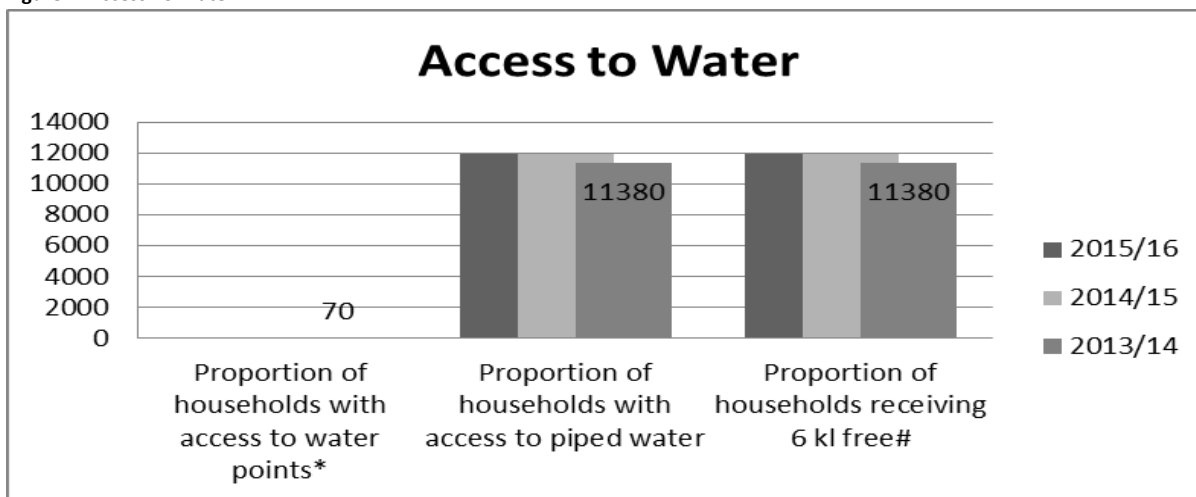 Access to Water
14000
12000
10000
8000
6000
4000
2000
0
70
11380
11380
Proportion of
households with
access to water
points*
Proportion of
households with
access to piped water
Proportion of
households receiving
6 kl free#
2015/16
2014/15
2013/14